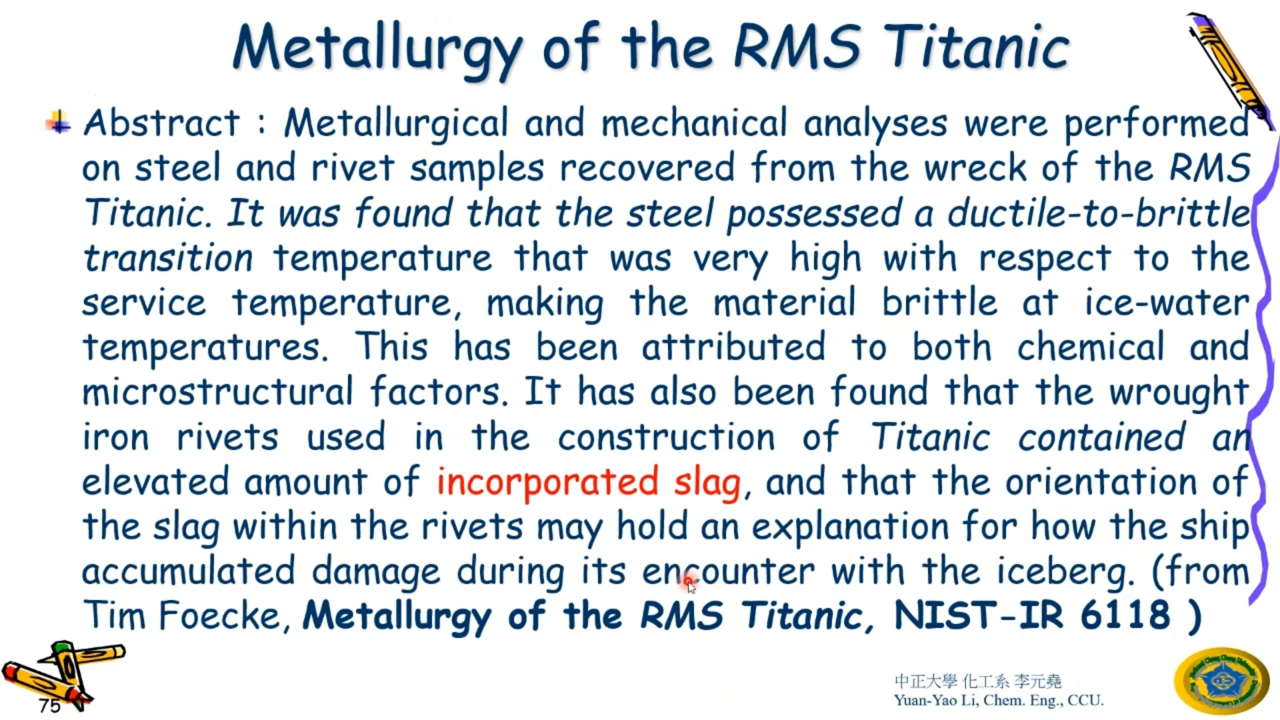 Metallurgy of the RMS Titanic
Abstract : Metallurgical and mechanical analyses were performed
on steel and rivet samples recovered from the wreck of the RMS
Titanic. It was found that the steel possessed a ductile-to-brittle
transition temperature that was very high with respect to the
service temperature, making the material brittle at ice-water
temperatures. This has been attributed to both chemical and
microstructural factors. It has also been found that the wrought
iron rivets used in the construction of Titanic contained an
elevated amount of incorporated slag, and that the orientation of
the slag within the rivets may hold an explanation for how the ship
accumulated damage during its encounter with the iceberg. (from
Tim Foecke, Metallurgy of the RMS Titanic, NIST-IR 6118 )
中正大學 化工系 李元堯
Yuan-Yao Li, Chem. Eng., CCU.
75